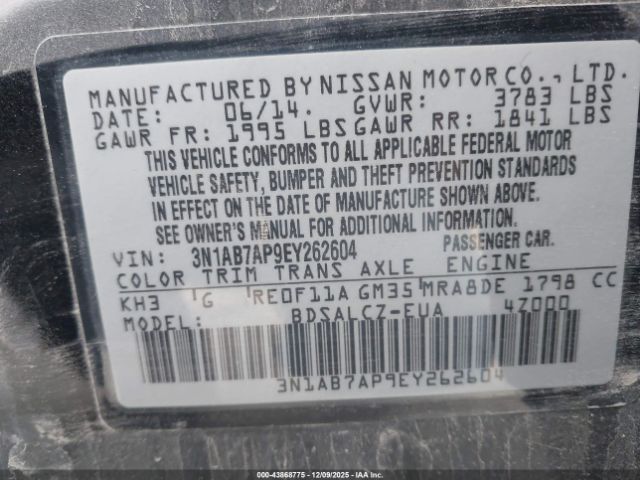 MANUFACTURED BY NISSAN MOTOR CO., LTD.
DATE: 06/14. GVWR: 3783 LBS
GAWR FR: 1995 LBS GAWR RR: 1841 LBS
THIS VEHICLE CONFORMS TO ALL APPLICABLE FEDERAL MOTOR
VEHICLE SAFETY, BUMPER AND THEFT PREVENTION STANDARDS
IN EFFECT ON THE DATE OF MANUFACTURE SHOWN ABOVE.
SEE OWNER'S MANUAL FOR ADDITIONAL INFORMATION.
VIN: 3N1AB7AP9EY262604 PASSENGER CAR.
COLOR TRIM TRANS AXLE ENGINE
KH3 G RE0F11A GM35 MRA8DE 1798 CC
MODEL: BDSALCZ-EUA 4Z000
3N1AB7AP9EY262604
000-43868775 - 12/09/2025 - IAA, LLC